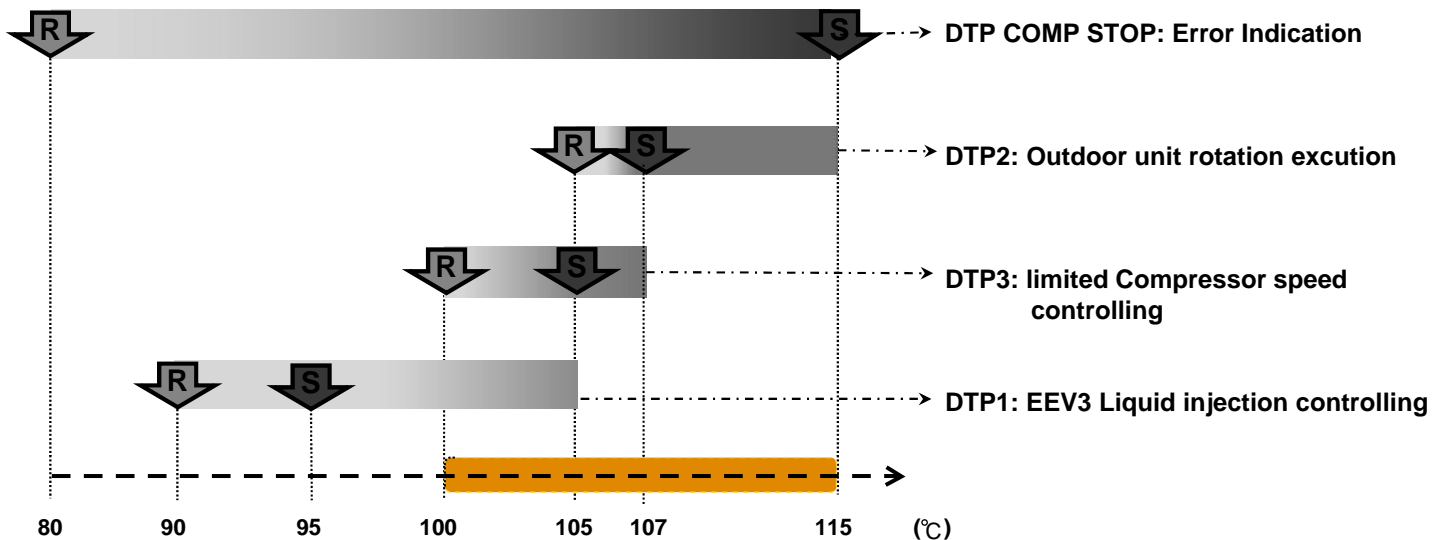 R
S
DTP COMP STOP: Error Indication
R
S
DTP2: Outdoor unit rotation excution
R
S
DTP3: limited Compressor speed
controlling
R
S
DTP1: EEV3 Liquid injection controlling
80 90 95 100 105 107 115 (℃)